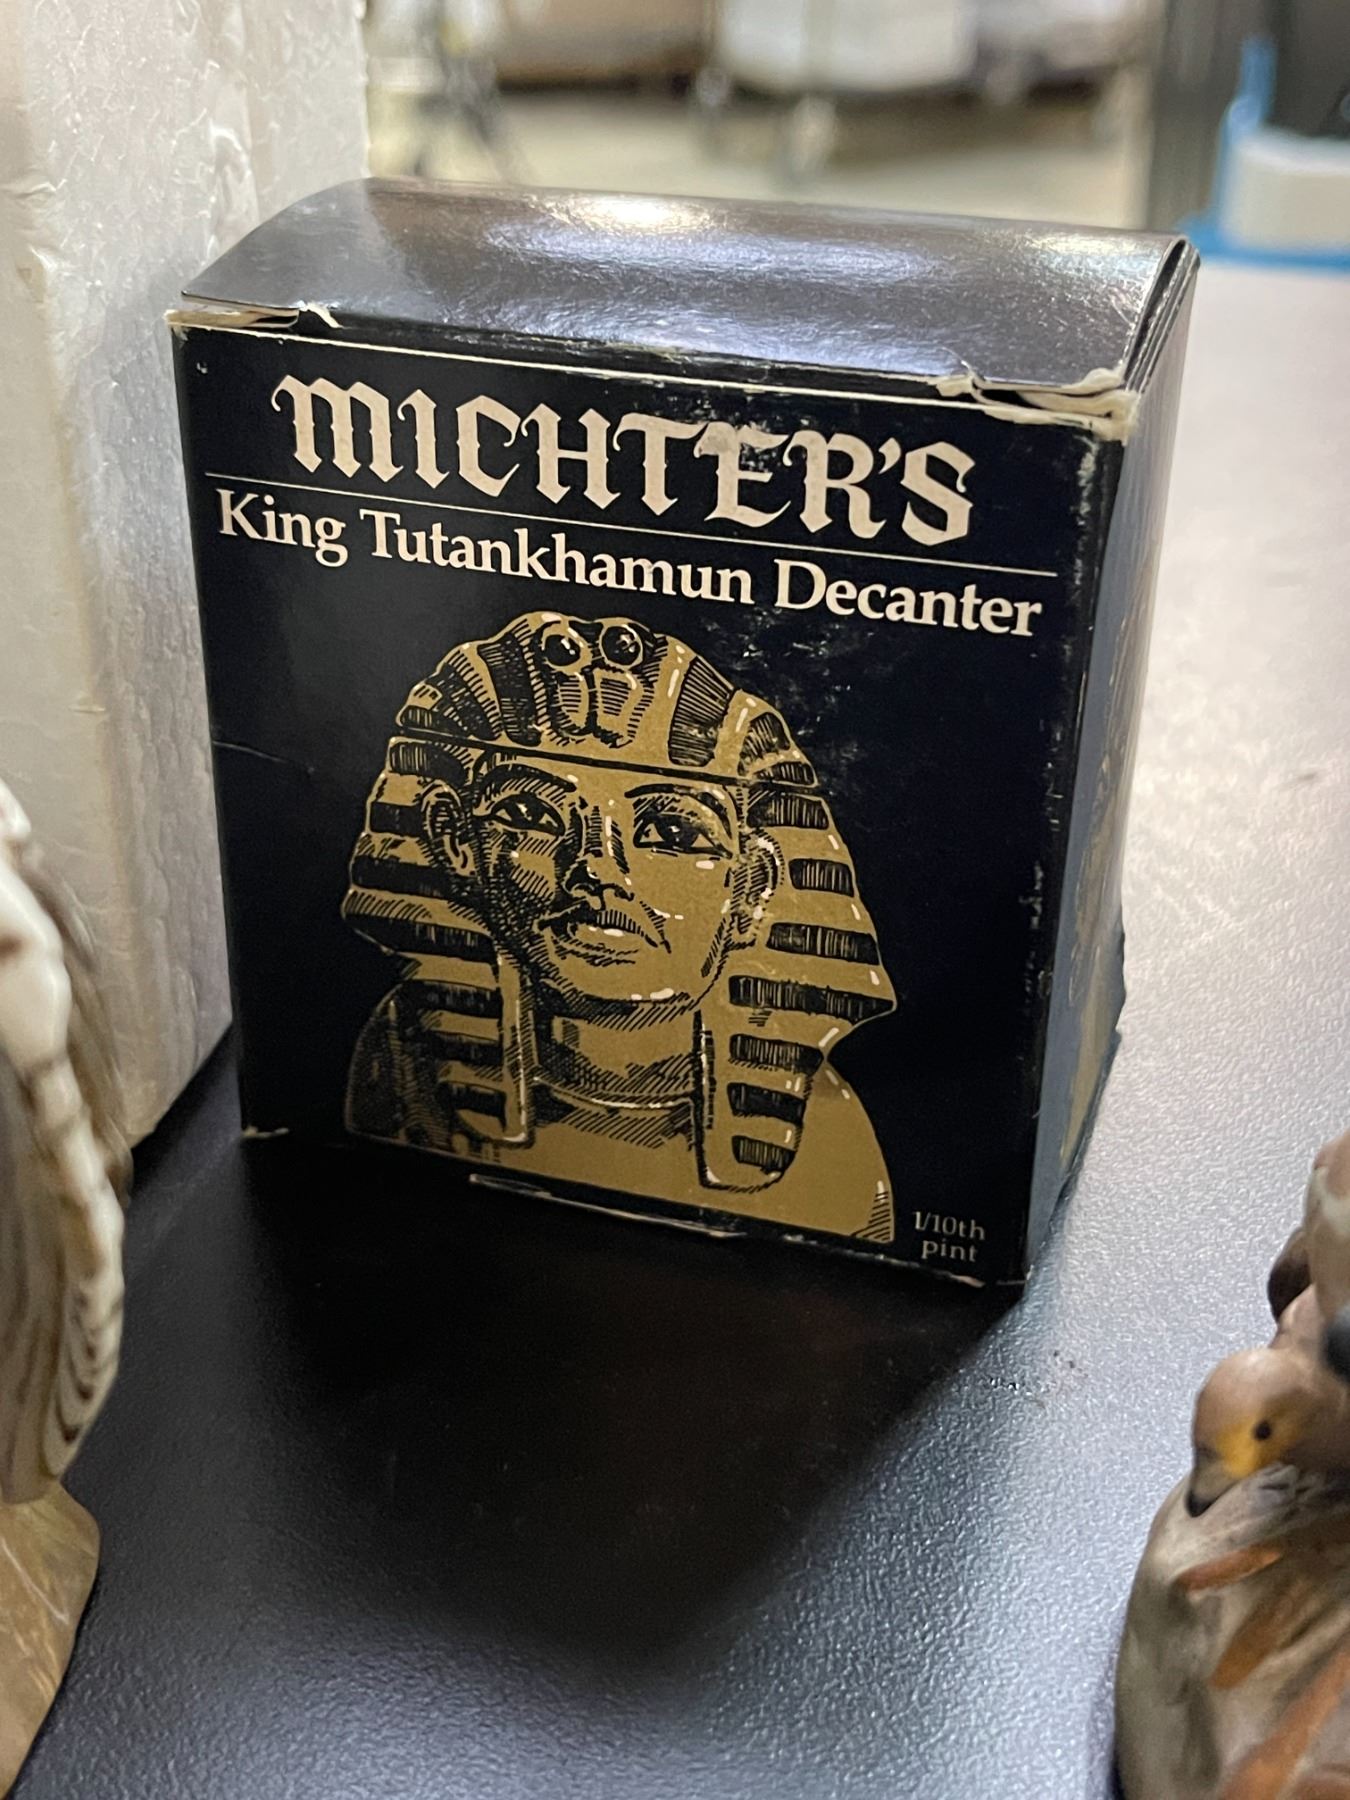 MICHTER'S
King Tutankhamun Decanter
1/10th
pint